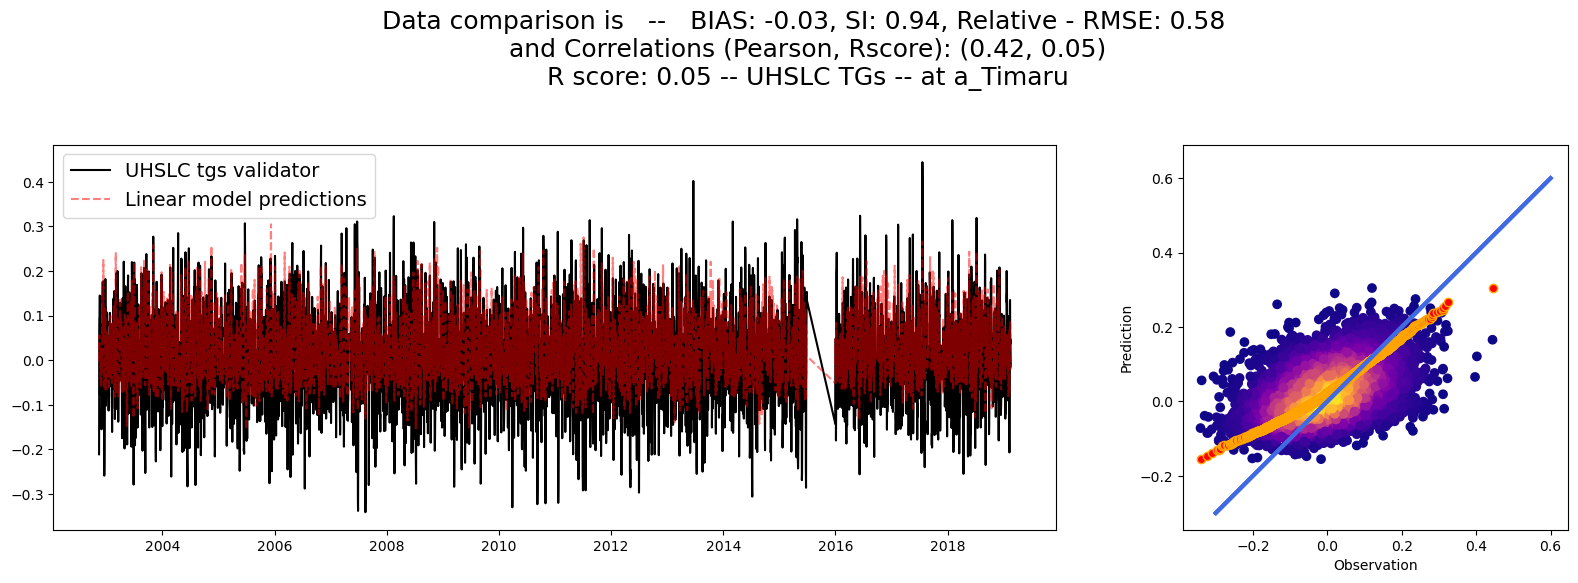 Data comparison is   --   BIAS: -0.03, SI: 0.94, Relative - RMSE: 0.58
and Correlations (Pearson, Rscore): (0.42, 0.05)
R score: 0.05 -- UHSLC TGs -- at a_Timaru
UHSLC tgs validator
Linear model predictions
0.4
0.3
0.2
0.1
0.0
−0.1
−0.2
−0.3
2004 2006 2008 2010 2012 2014 2016 2018
Prediction
0.6
0.4
0.2
0.0
−0.2
−0.2 0.0 0.2 0.4 0.6
Observation